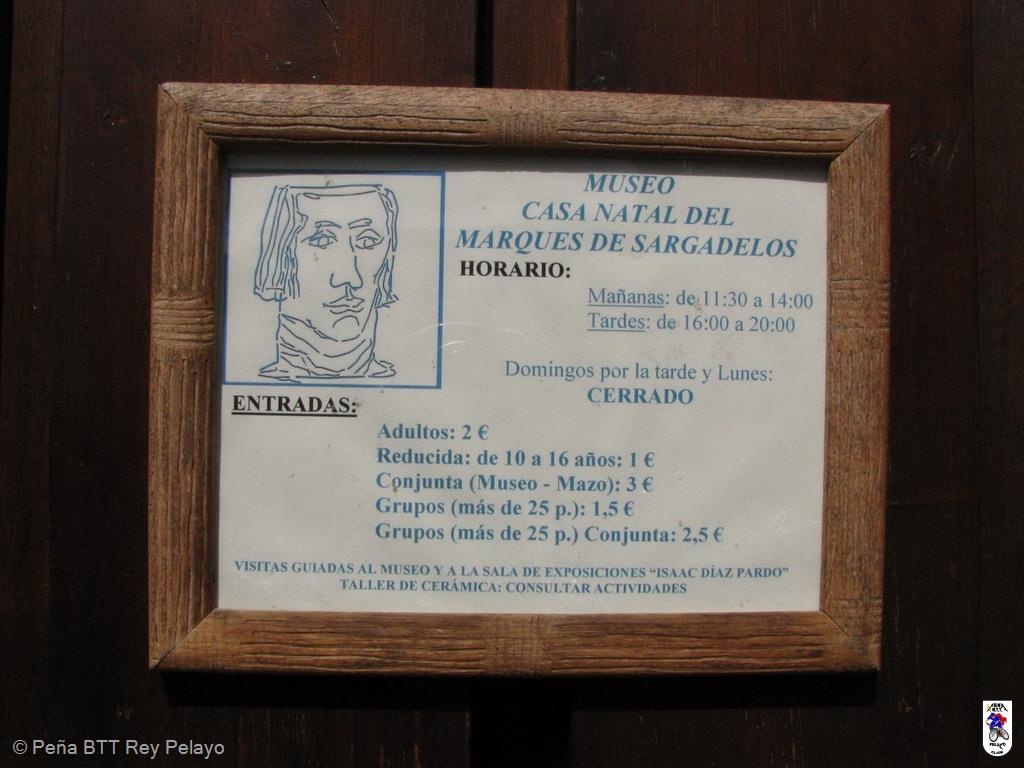 MUSEO
CASA NATAL DEL
MARQUES DE SARGADELOS
HORARIO:
Mañanas: de 11:30 a 14:00
Tardes: de 16:00 a 20:00
Domingos por la tarde y Lunes:
CERRADO
ENTRADAS:
Adultos: 2 €
Reducida: de 10 a 16 años: 1 €
Conjunta (Museo - Mazo): 3 €
Grupos (más de 25 p.): 1,5 €
Grupos (más de 25 p.) Conjunta: 2,5 €
VISITAS GUIADAS AL MUSEO Y A LA SALA DE EXPOSICIONES “ISAAC DÍAZ PARDO”
TALLER DE CERÁMICA: CONSULTAR ACTIVIDADES
© Peña BTT Rey Pelayo